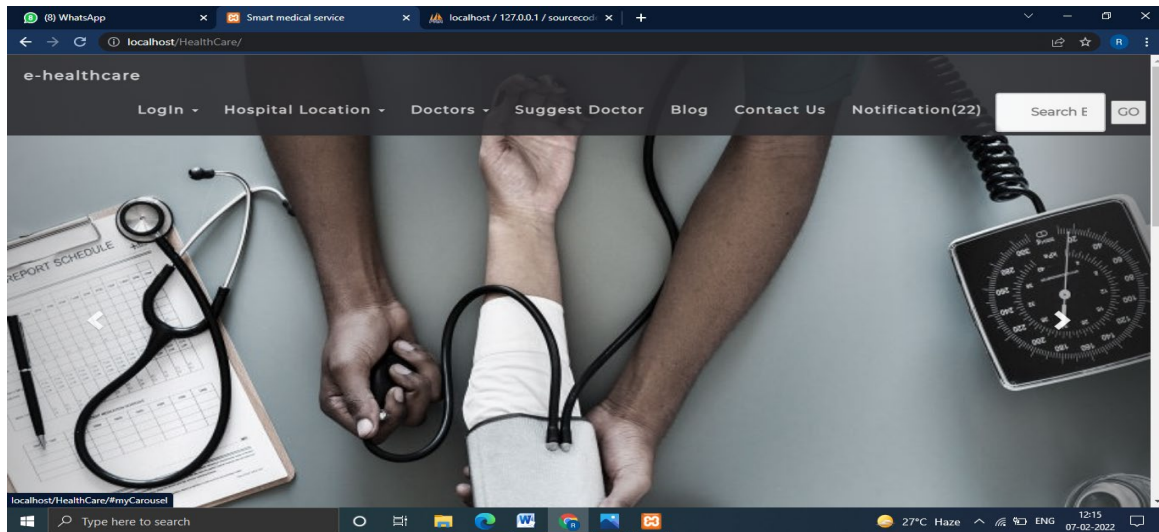 (8) WhatsApp
Smart medical service
localhost / 127.0.0.1 / sourcecod
localhost/HealthCare/
R
e-healthcare
LogIn Hospital Location Doctors Suggest Doctor Blog Contact Us Notification(22) Search E GO
REPORT SCHEDULE
localhost/HealthCare/#myCarousel
Type here to search
27°C Haze ENG 12:15
07-02-2022